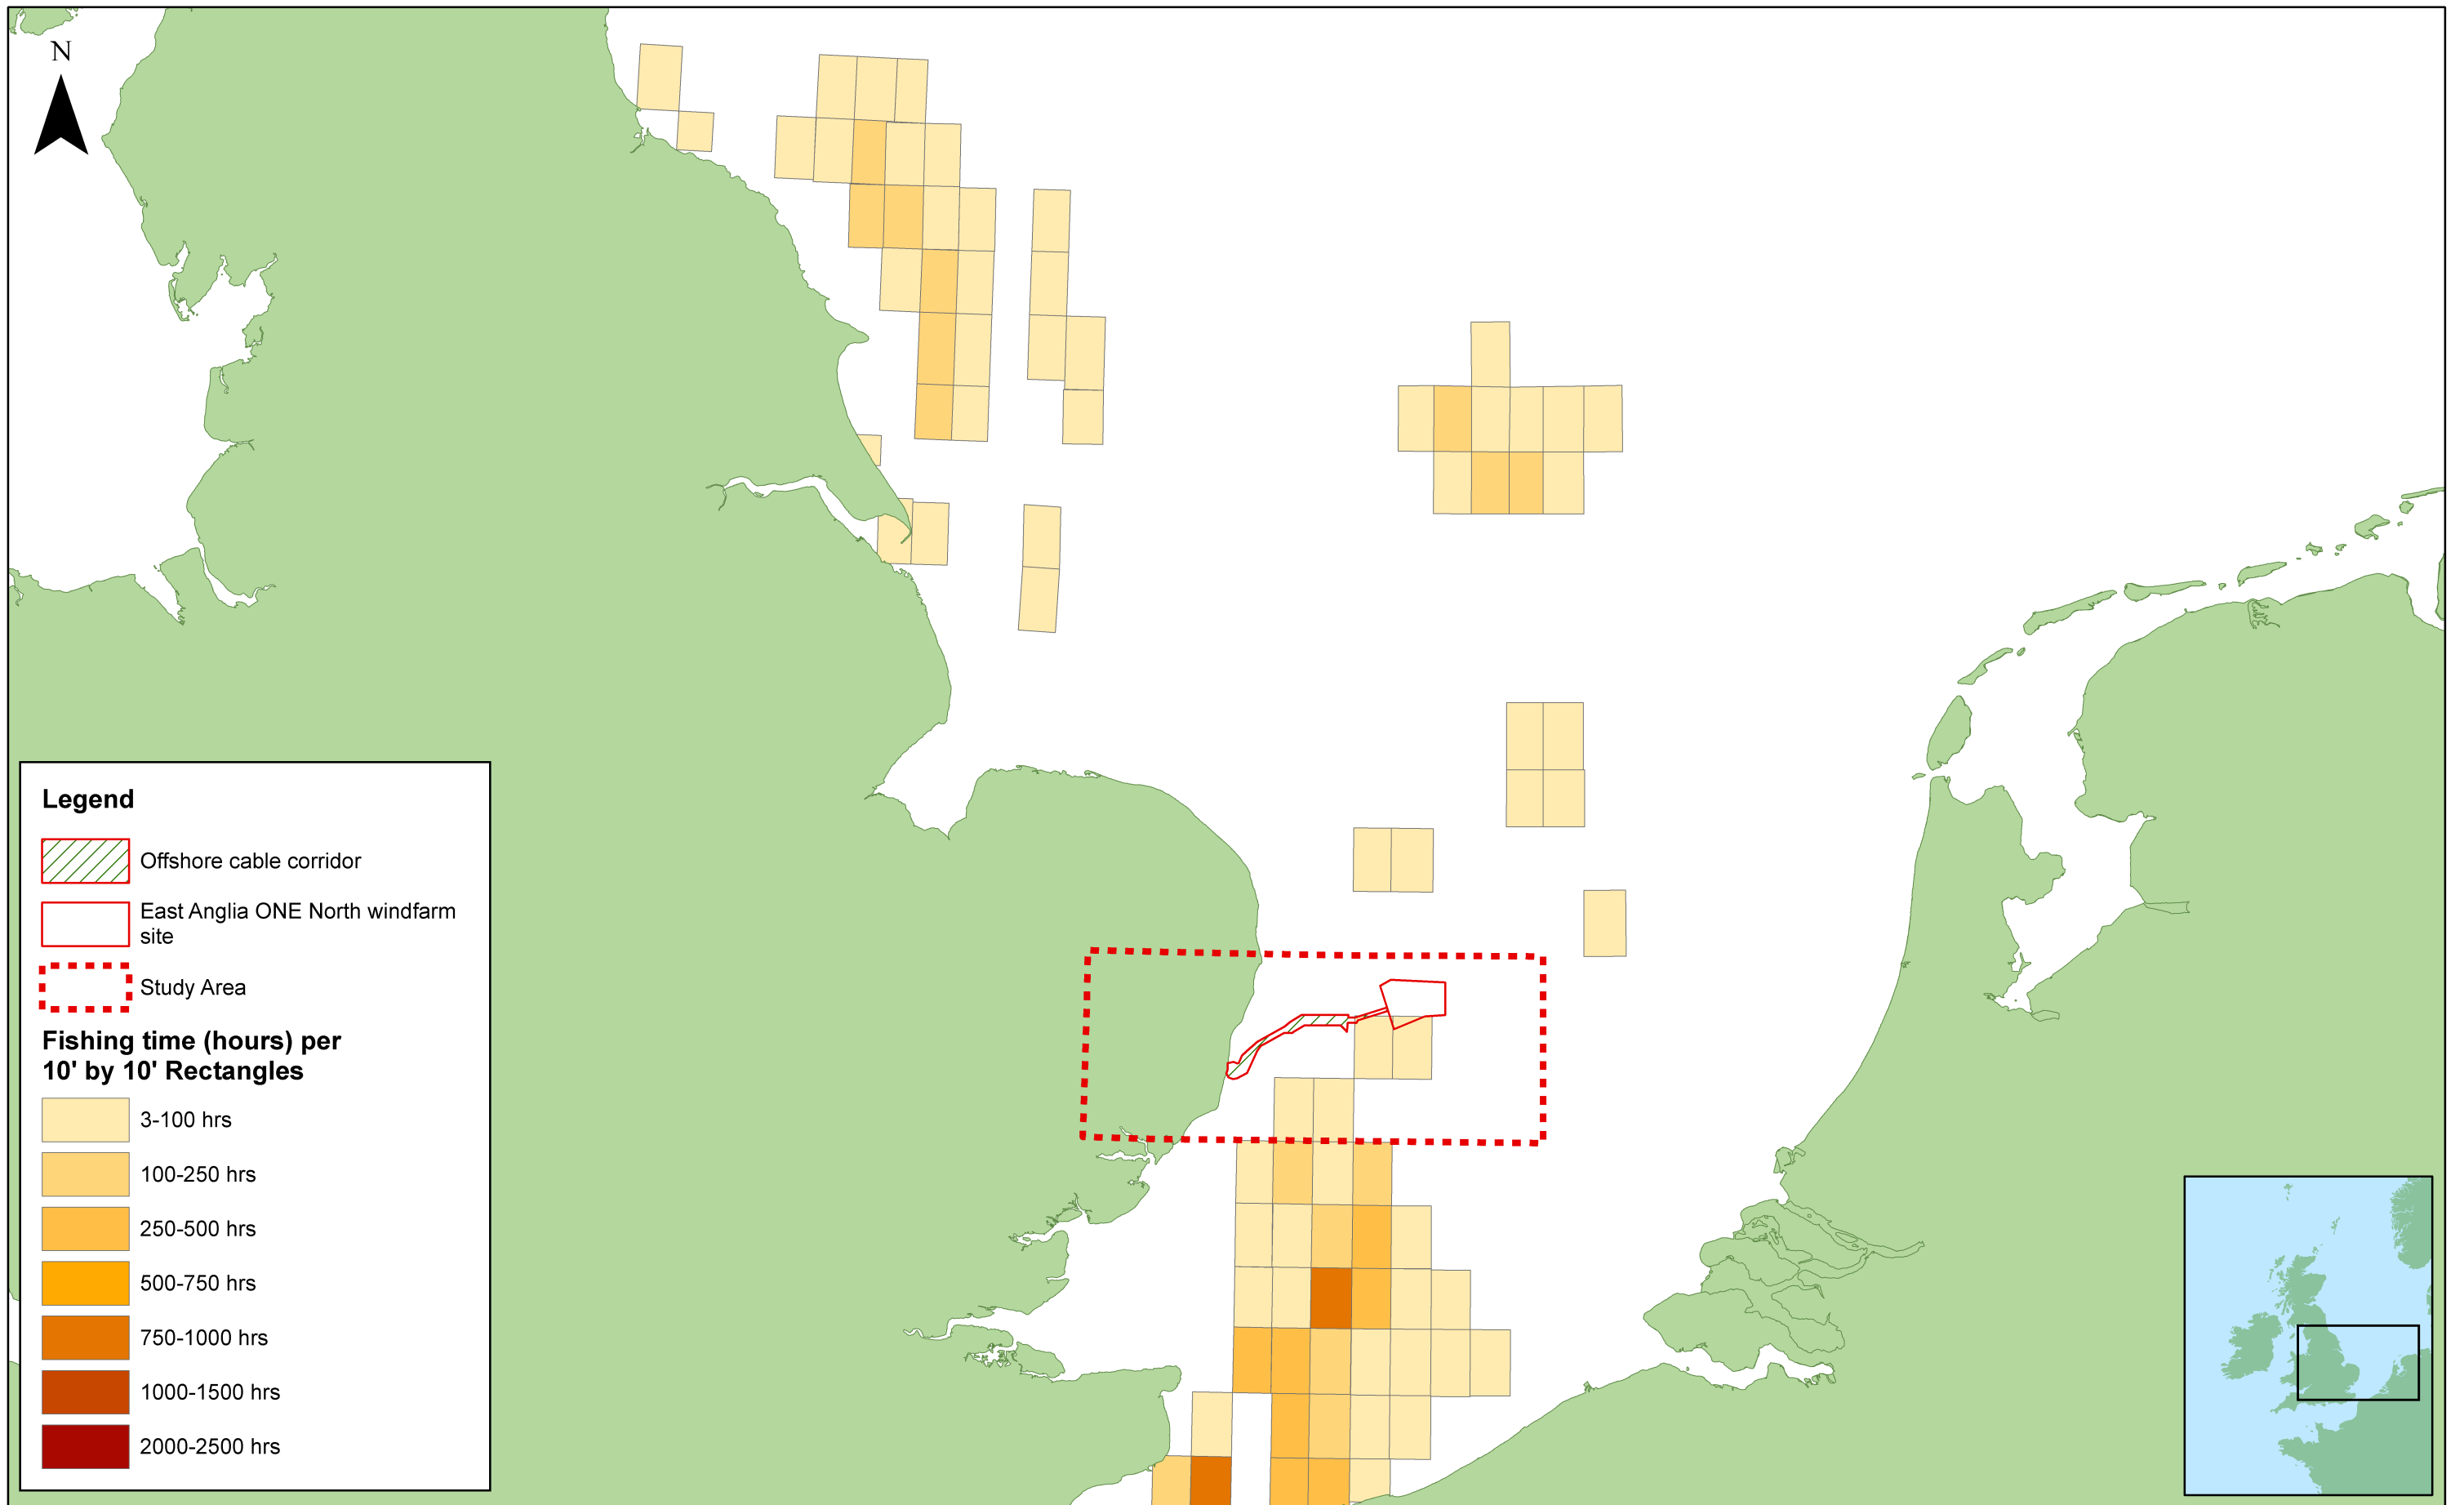 N
Legend
Offshore cable corridor
East Anglia ONE North windfarm
site
Study Area
Fishing time (hours) per
10' by 10' Rectangles
3-100 hrs
100-250 hrs
250-500 hrs
500-750 hrs
750-1000 hrs
1000-1500 hrs
2000-2500 hrs